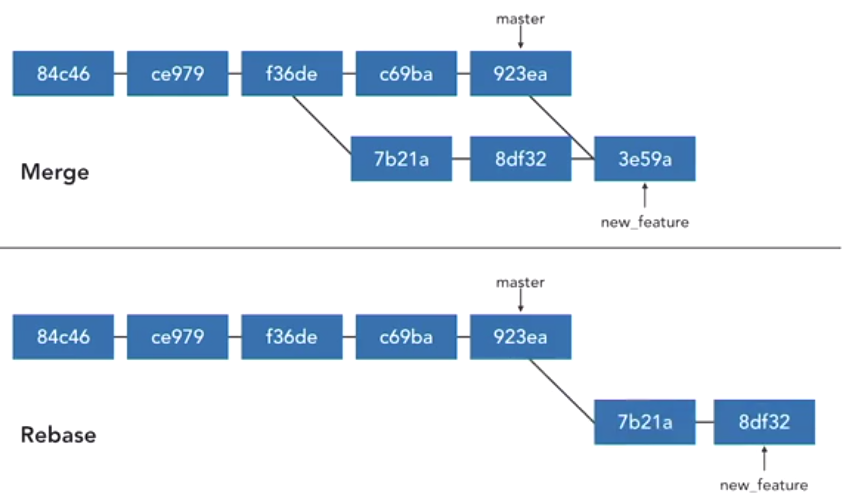 master
84c46 ce979 f36de c69ba 923ea
7b21a 8df32 3e59a
Merge
new_feature
master
84c46 ce979 f36de c69ba 923ea
7b21a 8df32
Rebase
new_feature